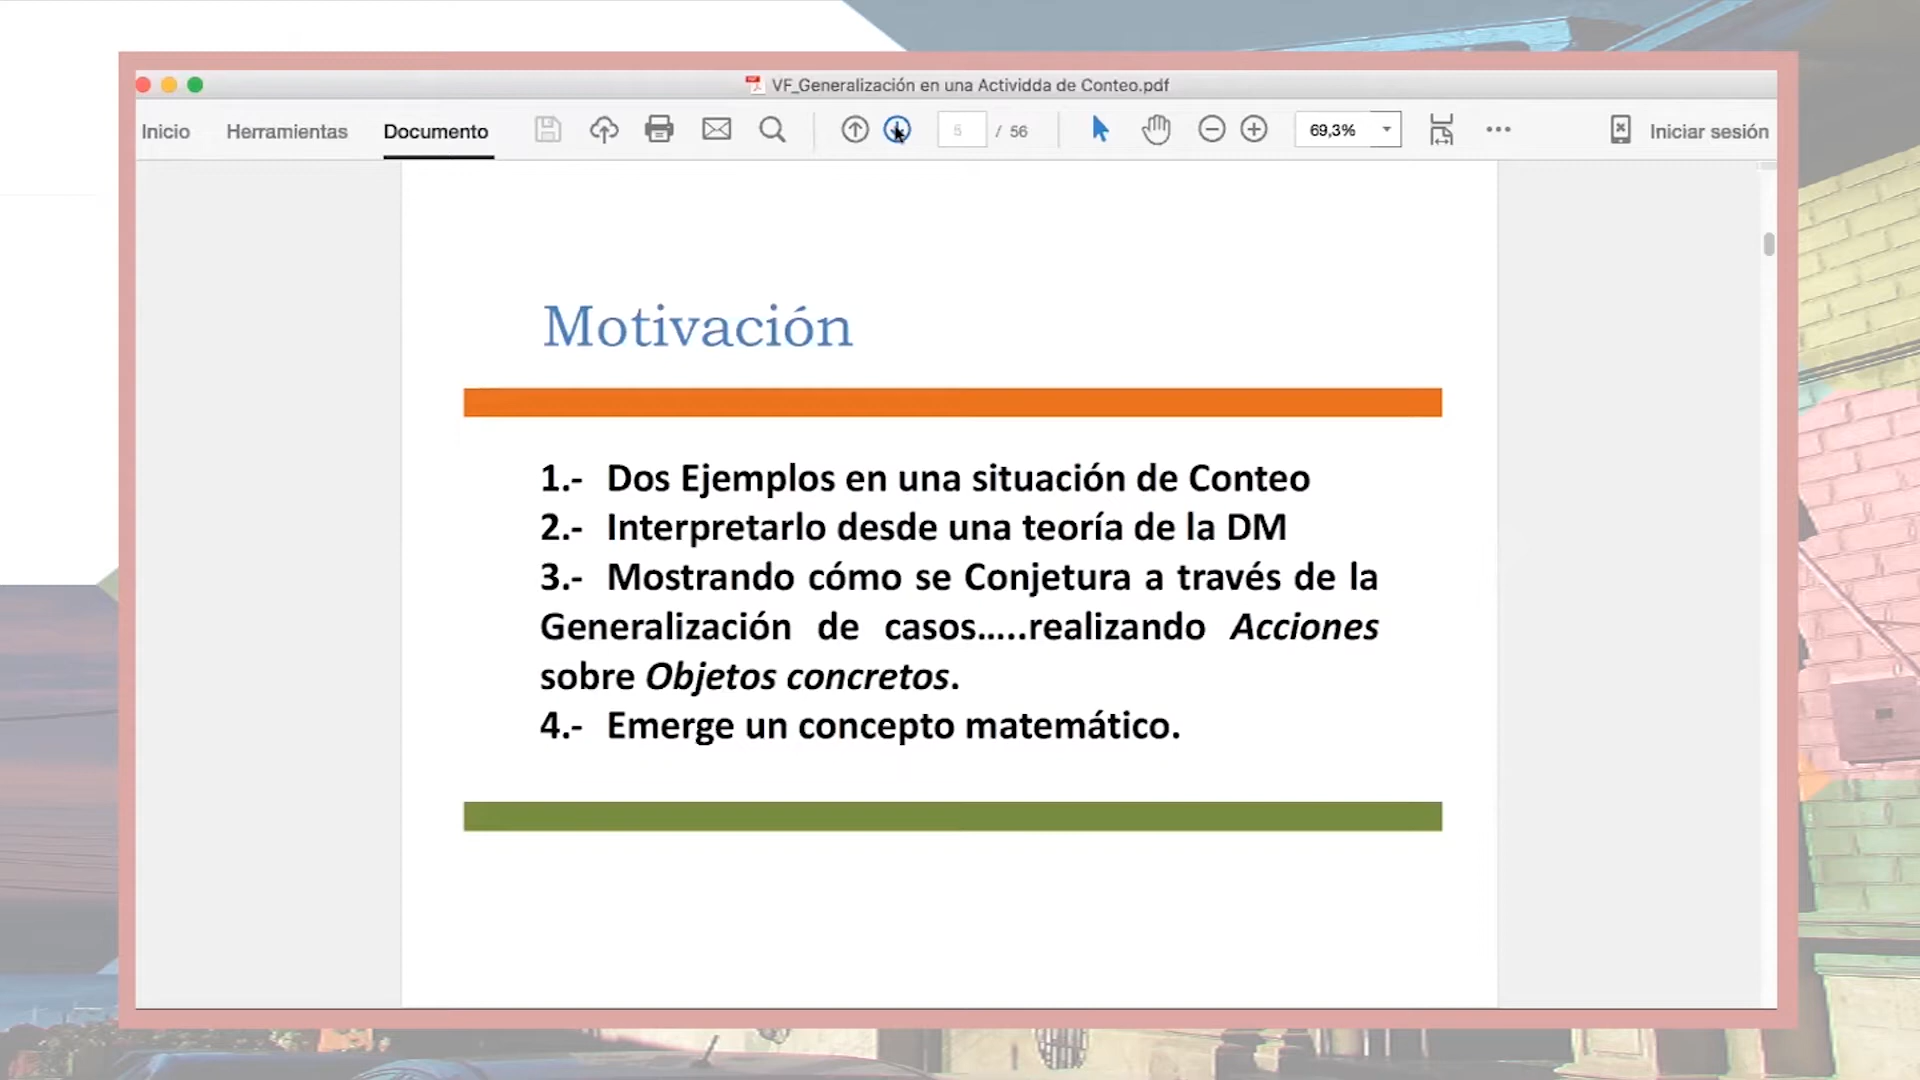 VF_Generalización en una Actividda de Conteo.pdf
Inicio Herramientas Documento 5 / 56 69,3% Iniciar sesión
Motivación
1.- Dos Ejemplos en una situación de Conteo
2.- Interpretarlo desde una teoría de la DM
3.- Mostrando cómo se Conjetura a través de la
Generalización de casos.....realizando Acciones
sobre Objetos concretos.
4.- Emerge un concepto matemático.